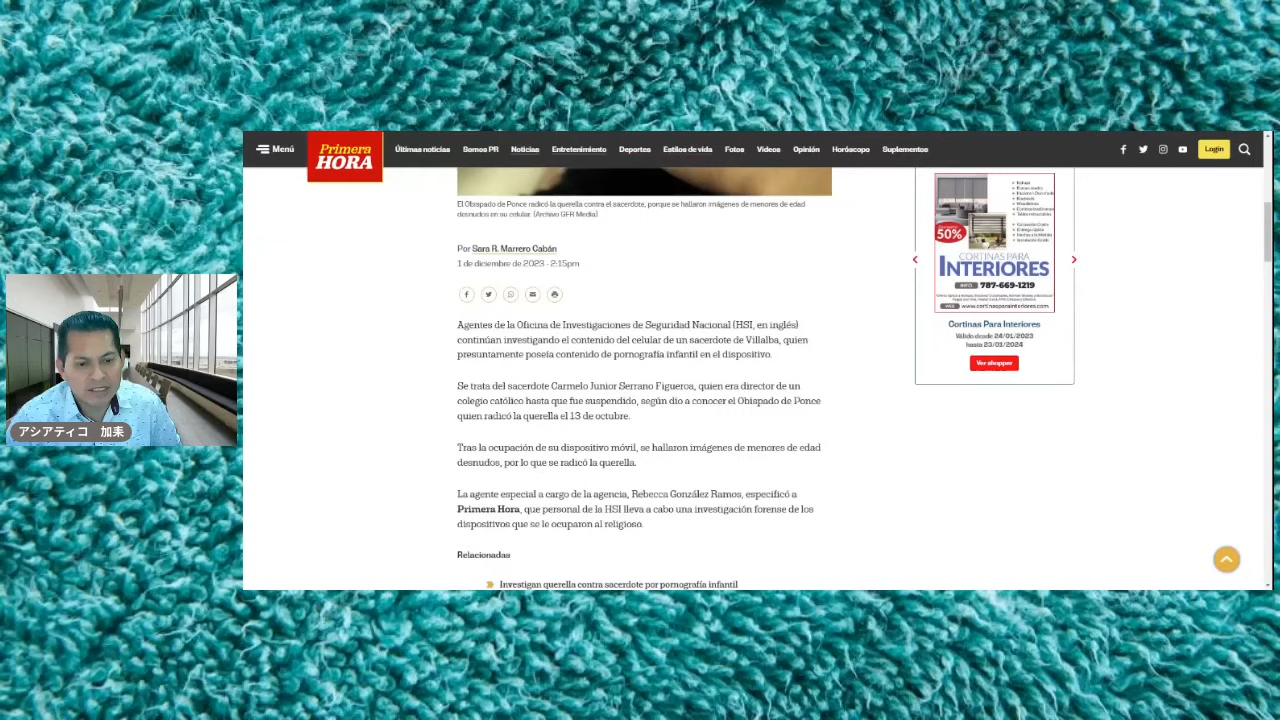 Menú
Primera
HORA
Últimas noticias Somos PR Noticias Entretenimiento Deportes Estilos de vida Fotos Videos Opinión Horóscopo Suplementos
Login
El Obispado de Ponce radicó la querella contra el sacerdote, porque se hallaron imágenes de menores de edad
desnudos en su celular. (Archivo GFR Media)
Por Sara R. Marrero Cabán
1 de diciembre de 2023 - 2:15pm
Agentes de la Oficina de Investigaciones de Seguridad Nacional (HSI, en inglés)
continúan investigando el contenido del celular de un sacerdote de Villalba, quien
presuntamente poseía contenido de pornografía infantil en el dispositivo.
Se trata del sacerdote Carmelo Junior Serrano Figueroa, quien era director de un
colegio católico hasta que fue suspendido, según dio a conocer el Obispado de Ponce
quien radicó la querella el 13 de octubre.
Tras la ocupación de su dispositivo móvil, se hallaron imágenes de menores de edad
desnudos, por lo que se radicó la querella.
La agente especial a cargo de la agencia, Rebecca González Ramos, especificó a
Primera Hora, que personal de la HSI lleva a cabo una investigación forense de los
dispositivos que se le ocuparon al religioso.
Relacionadas
Investigan querella contra sacerdote por pornografía infantil
50%
CORTINAS PARA
INTERIORES
787-669-1219
www.cortinasparainteriores.com
Cortinas Para Interiores
Válido desde 24/01/2023
hasta 23/01/2024
Ver shopper
アシアティコ 加耒